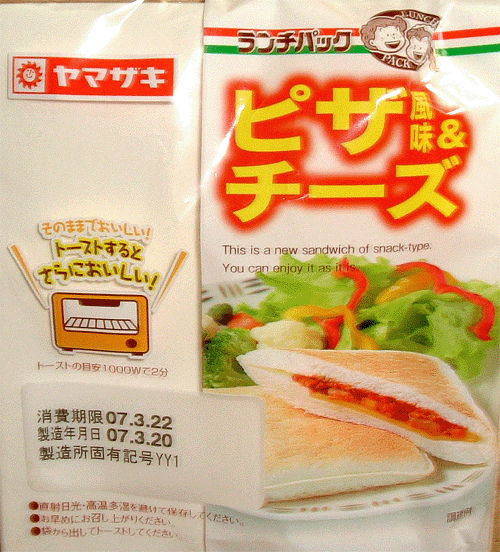 ヤマザキ
ランチパック
LUNCH
PACK
ピザ風味&
チーズ
This is a new sandwich of snack-type.
You can enjoy it as it is.
そのままでおいしい!
トーストすると
さらにおいしい!
トーストの目安1000Wで2分
消費期限07.3.22
製造年月日 07.3.20
製造所固有記号YY1
●直射日光・高温多湿を避けて保存してください。
●お早めにお召し上がりください。
●袋から出してトーストしてください。
調理例